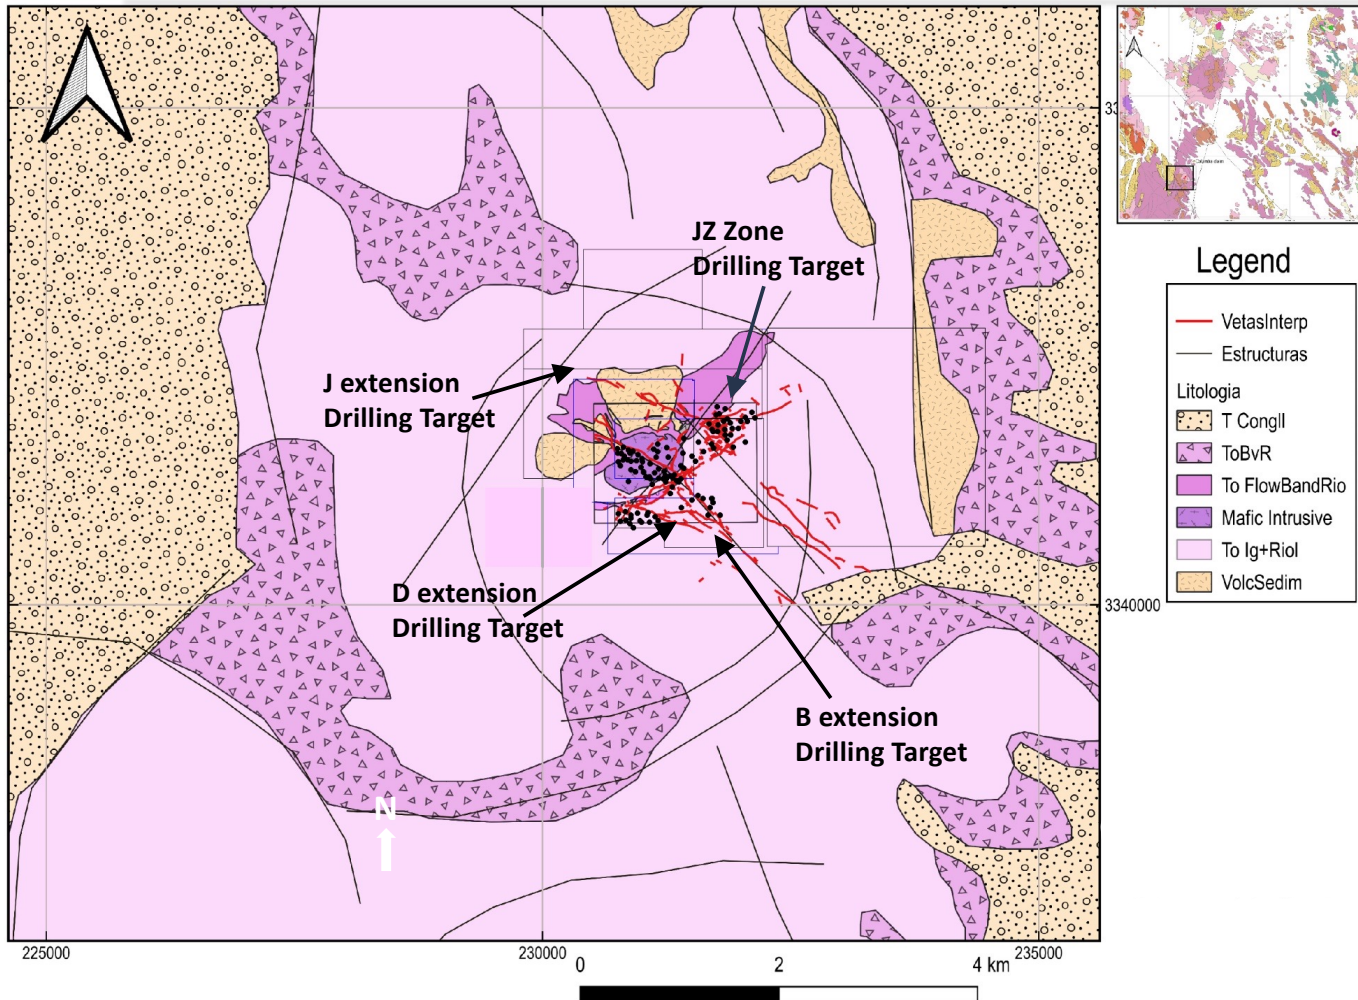 JZ Zone
Drilling Target
J extension
Drilling Target
D extension
Drilling Target
B extension
Drilling Target
N
3340000
225000
230000
235000
0
2
4 km
Legend
VetasInterp
Estructuras
Litologia
T Congll
ToBvR
To FlowBandRio
Mafic Intrusive
To Ig+Riol
VolcSedim